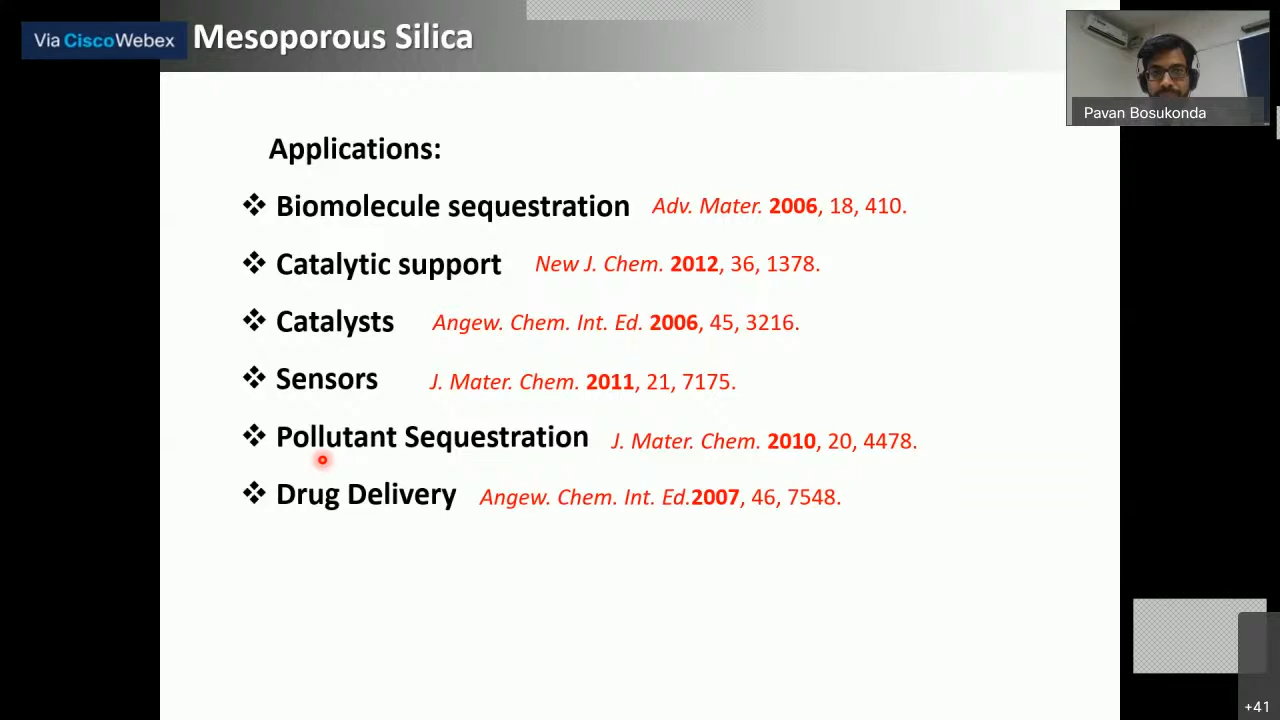 Via Cisco Webex
Mesoporous Silica
Pavan Bosukonda
Applications:
❖ Biomolecule sequestration Adv. Mater. 2006, 18, 410.
❖ Catalytic support New J. Chem. 2012, 36, 1378.
❖ Catalysts Angew. Chem. Int. Ed. 2006, 45, 3216.
❖ Sensors J. Mater. Chem. 2011, 21, 7175.
❖ Pollutant Sequestration J. Mater. Chem. 2010, 20, 4478.
❖ Drug Delivery Angew. Chem. Int. Ed.2007, 46, 7548.
+41